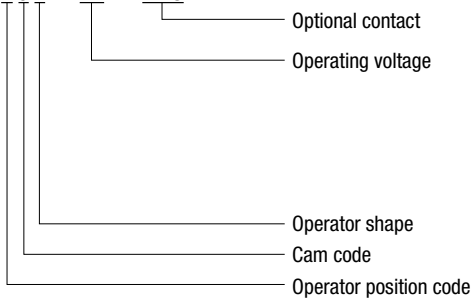 Optional contact
Operating voltage
Operator shape
Cam code
Operator position code